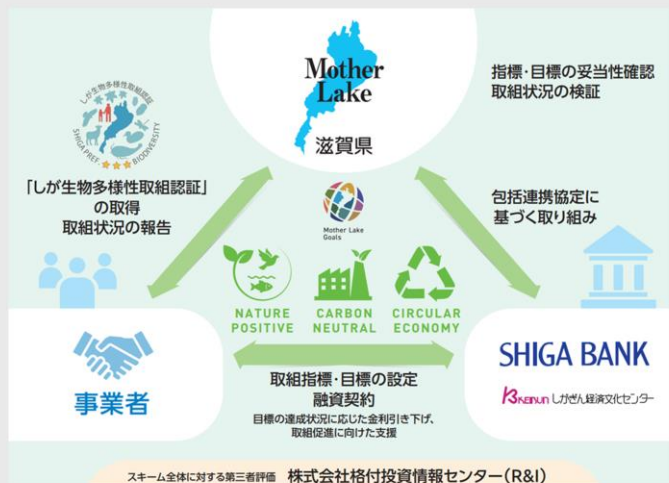 Mother
Lake
滋賀県
しが生物多様性取組認証
SHIGA PREF. BIODIVERSITY
「しが生物多様性取組認証」
の取得
取組状況の報告
指標・目標の妥当性確認
取組状況の検証
包括連携協定に
基づく取り組み
Mother Lake
Goals
NATURE
POSITIVE
CARBON
NEUTRAL
CIRCULAR
ECONOMY
事業者
取組指標・目標の設定
融資契約
目標の達成状況に応じた金利引き下げ、
取組促進に向けた支援
SHIGA BANK
KEIBUN しがぎん経済文化センター
スキーム全体に対する第三者評価 株式会社格付投資情報センター(R&I)